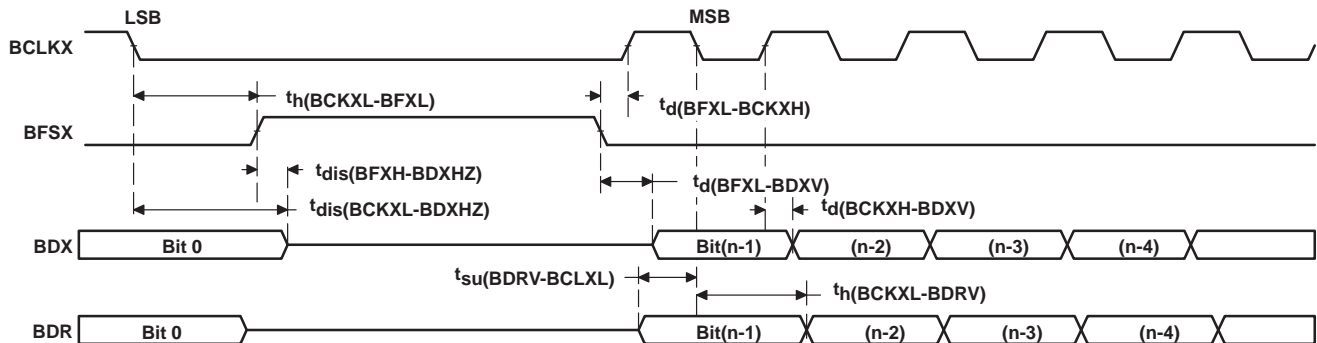 LSB MSB
BCLKX
th(BCKXL-BFXL) td(BFXL-BCKXH)
BFSX
tdis(BFXH-BDXHZ) td(BFXL-BDXV)
tdis(BCKXL-BDXHZ) td(BCKXH-BDXV)
BDX Bit 0 Bit(n-1) (n-2) (n-3) (n-4)
tsu(BDRV-BCLXL) th(BCKXL-BDRV)
BDR Bit 0 Bit(n-1) (n-2) (n-3) (n-4)